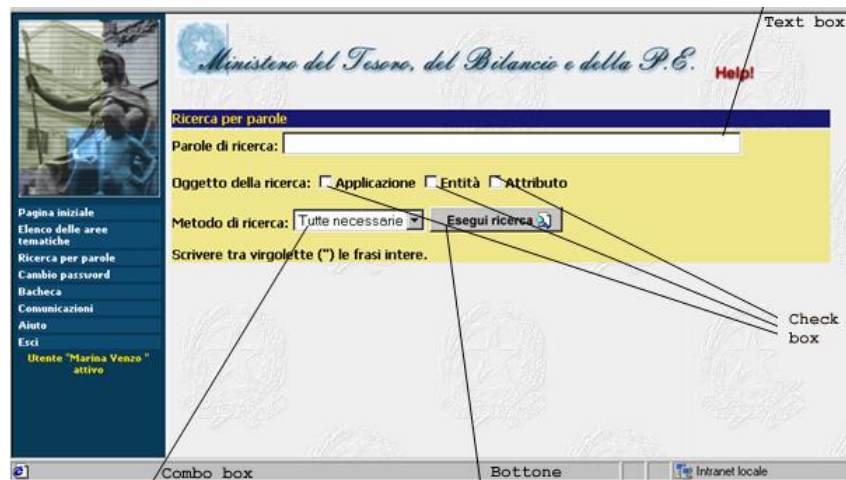 Text box
Ministero del Tesoro, del Bilancio e della P.E.
Help!
Ricerca per parole
Parole di ricerca:
Oggetto della ricerca: Applicazione Entità Attributo
Metodo di ricerca: Tutte necessarie Esegui ricerca
Scrivere tra virgolette (") le frasi intere.
Pagina iniziale
Elenco delle aree
tematiche
Ricerca per parole
Cambio password
Bacheca
Comunicazioni
Aiuto
Esci
Utente "Marina Venzo "
attivo
Check
box
Combo box
Bottone
Intranet locale